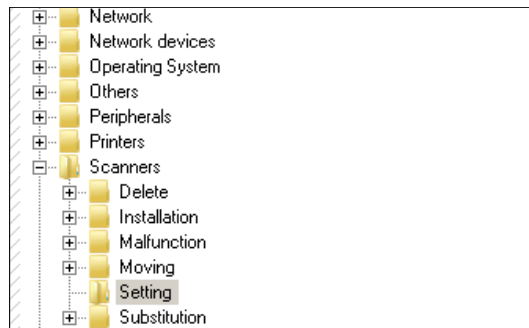 Network
Network devices
Operating System
Others
Peripherals
Printers
Scanners
Delete
Installation
Malfunction
Moving
Setting
Substitution